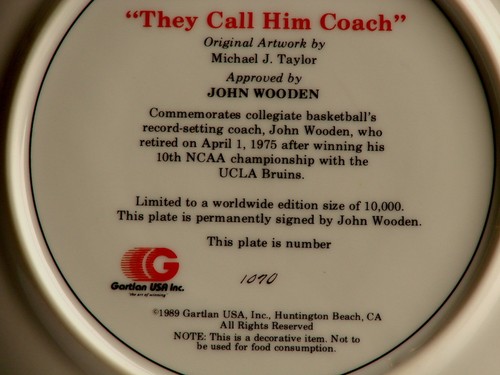 “They Call Him Coach”
Original Artwork by
Michael J. Taylor
Approved by
JOHN WOODEN
Commemorates collegiate basketball's
record-setting coach, John Wooden, who
retired on April 1, 1975 after winning his
10th NCAA championship with the
UCLA Bruins.
Limited to a worldwide edition size of 10,000.
This plate is permanently signed by John Wooden.
This plate is number
1070
G
Gartlan USA Inc.
the art of winning
©1989 Gartlan USA, Inc., Huntington Beach, CA
All Rights Reserved
NOTE: This is a decorative item. Not to
be used for food consumption.